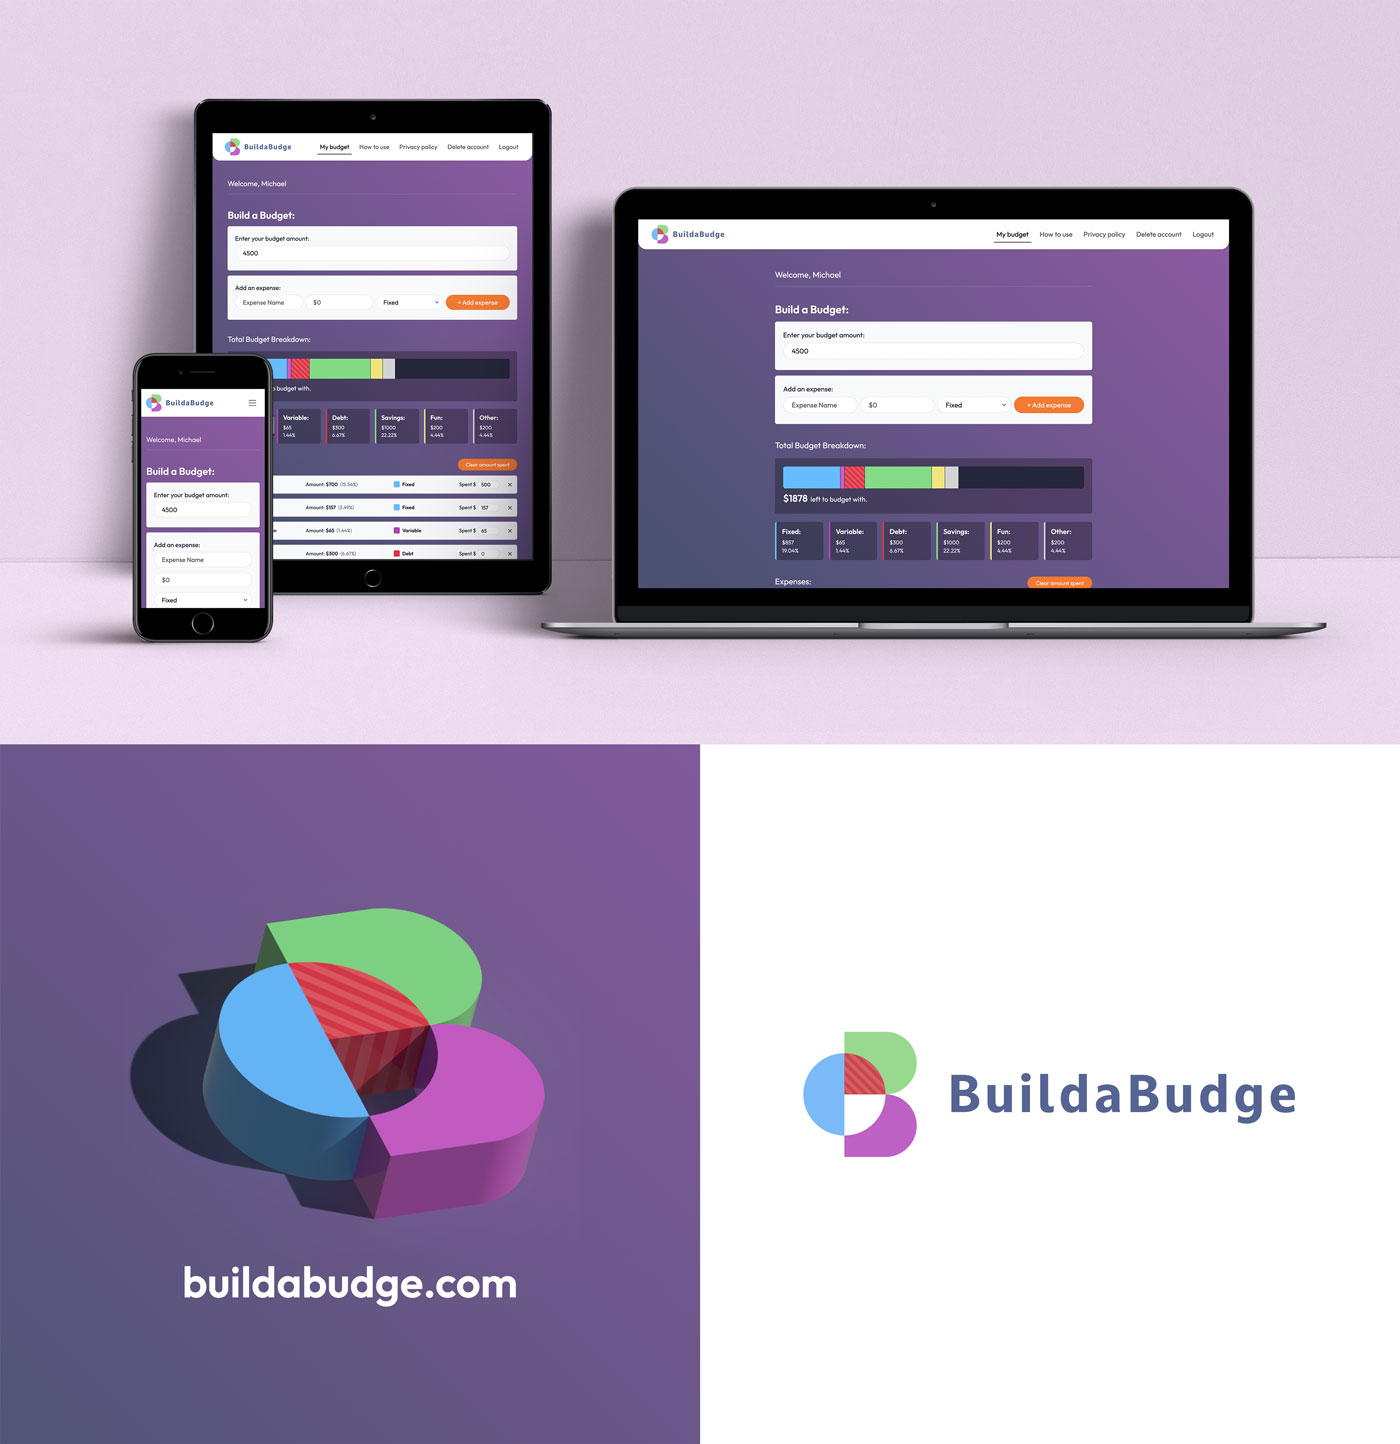 BuildaBudge My budget How to use Privacy policy Delete account Logout
Welcome, Michael
Build a Budget:
Enter your budget amount:
4500
Add an expense:
Expense Name $0 Fixed + Add expense
Total Budget Breakdown:
to budget with.
Variable: Debt: Savings: Fun: Other:
$65 $300 $1000 $200 $200
1.44% 6.67% 22.22% 4.44% 4.44%
Clear amount spent
Amount: $700 (15.56%) Fixed Spent $ 500
Amount: $157 (3.49%) Fixed Spent $ 157
Amount: $65 (1.44%) Variable Spent $ 65
Amount: $300 (6.67%) Debt Spent $ 0
BuildaBudge
Welcome, Michael
Build a Budget:
Enter your budget amount:
4500
Add an expense:
Expense Name
$0
Fixed
BuildaBudge My budget How to use Privacy policy Delete account Logout
Welcome, Michael
Build a Budget:
Enter your budget amount:
4500
Add an expense:
Expense Name $0 Fixed + Add expense
Total Budget Breakdown:
$1878 left to budget with.
Fixed: Variable: Debt: Savings: Fun: Other:
$857 $65 $300 $1000 $200 $200
19.04% 1.44% 6.67% 22.22% 4.44% 4.44%
Expenses: Clear amount spent
buildabudge.com
BuildaBudge